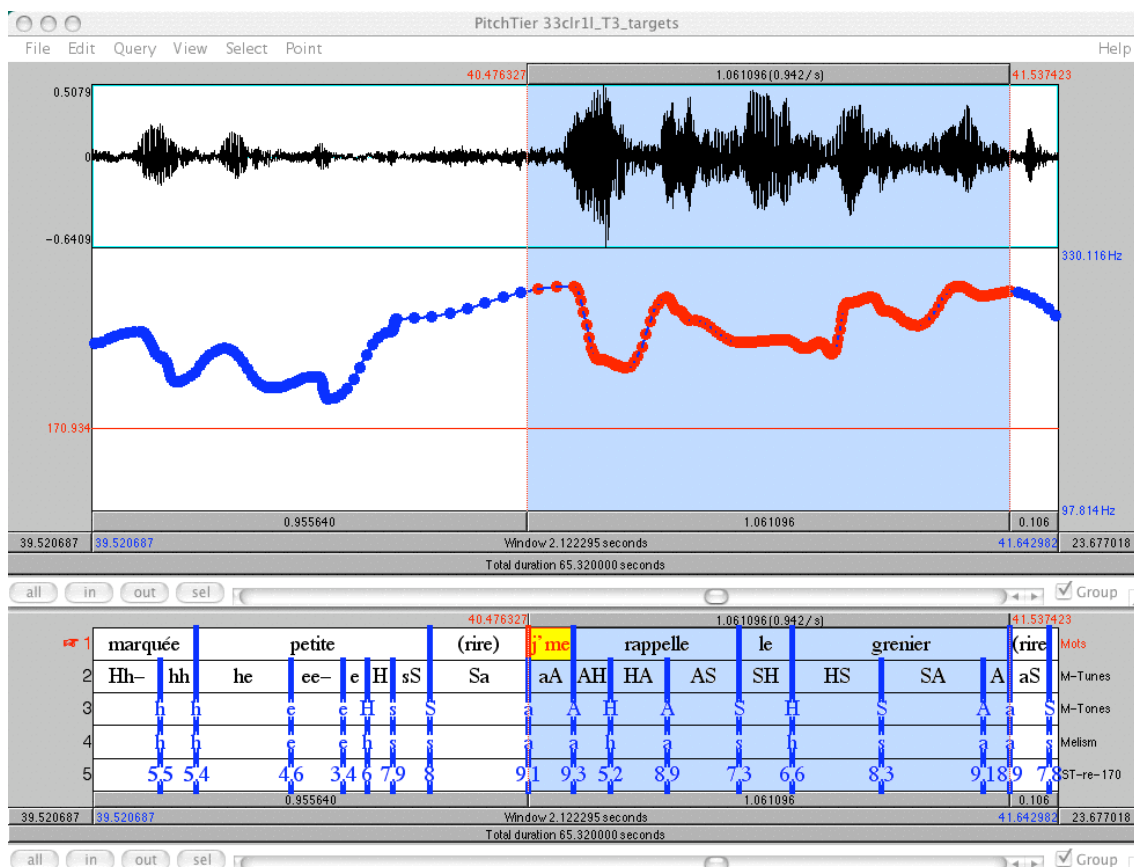 PitchTier 33clr1l_T3_targets
File Edit Query View Select Point Help
40.476327 1.061096 (0.942 / s) 41.537423
0.5079
0
-0.6409
330.116 Hz
170.934
97.814 Hz
0.955640 1.061096 0.106
39.520687 39.520687 Window 2.122295 seconds 41.642982 23.677018
Total duration 65.320000 seconds
all in out sel Group
40.476327 1.061096 (0.942 / s) 41.537423
1 marquée petite (rire) j'me rappelle le grenier (rire Mots
2 Hh– hh he ee– e H sS Sa aA AH HA AS SH HS SA A aS M-Tunes
3 h h e e H s S a A H A S H S A a S M-Tones
4 h h e e h s s a a h a s h s a a s Melism
5 5,5 5,4 4,6 3,4 6 7,9 8 9,1 9,3 5,2 8,9 7,3 6,6 8,3 9,1 8,9 7,8 ST-re-170
0.955640 1.061096 0.106
39.520687 39.520687 Window 2.122295 seconds 41.642982 23.677018
Total duration 65.320000 seconds
all in out sel Group